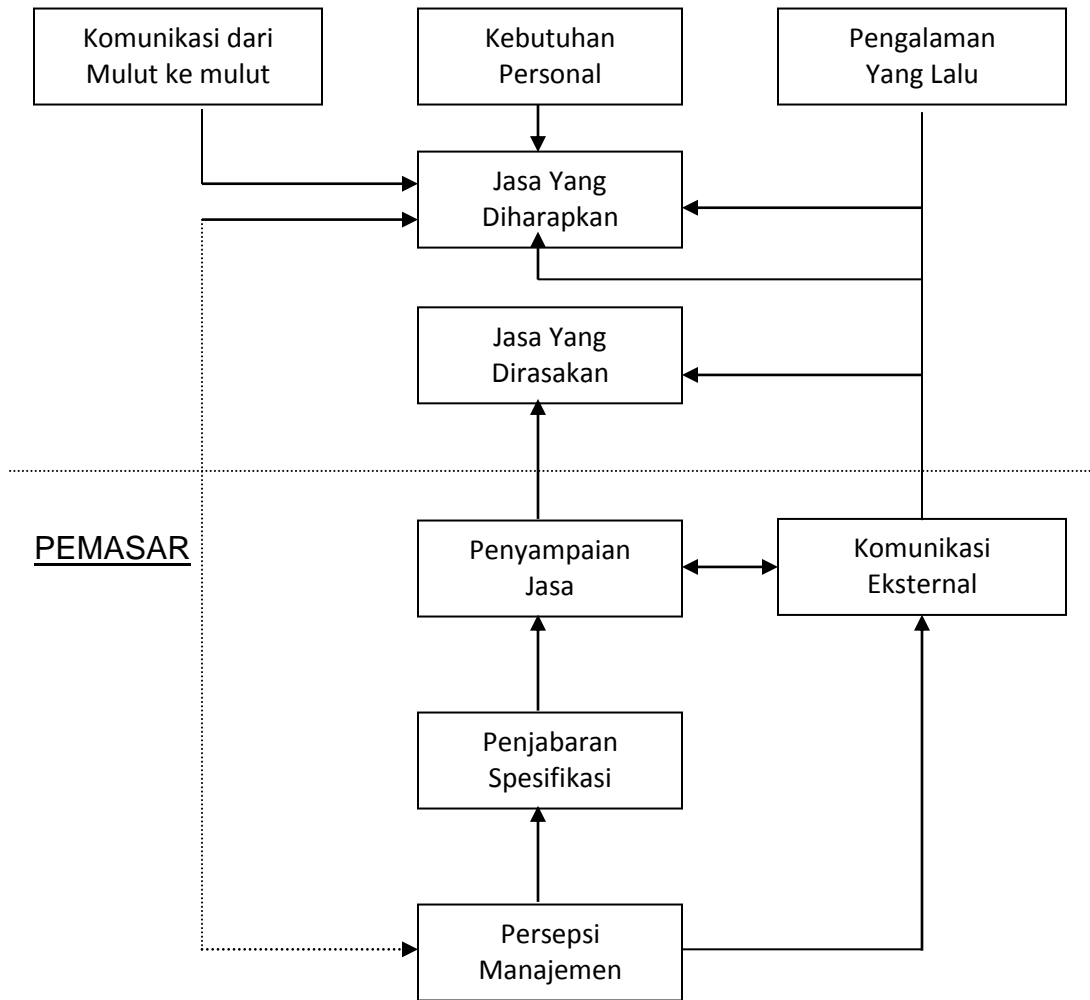 Komunikasi dari
Mulut ke mulut
Kebutuhan
Personal
Pengalaman
Yang Lalu
Jasa Yang
Diharapkan
Jasa Yang
Dirasakan
PEMASAR
Penyampaian
Jasa
Komunikasi
Eksternal
Penjabaran
Spesifikasi
Persepsi
Manajemen